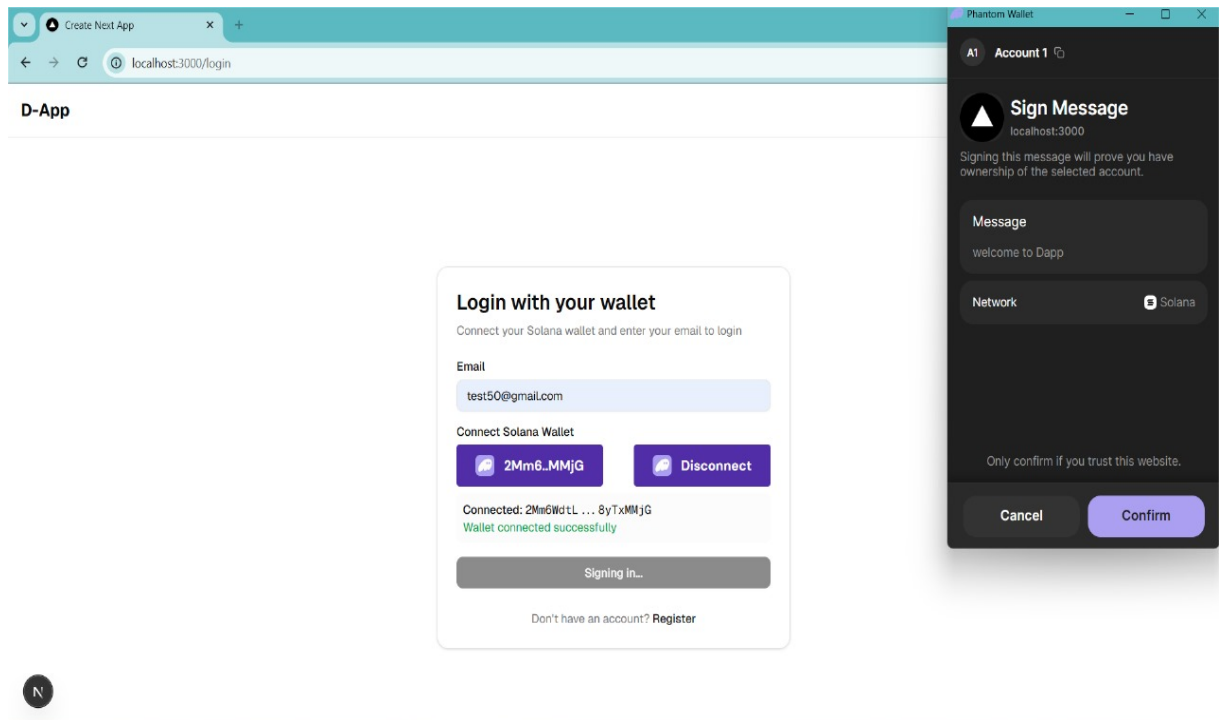 Create Next App
localhost:3000/login
D-App
Login with your wallet
Connect your Solana wallet and enter your email to login
Email
test50@gmail.com
Connect Solana Wallet
2Mm6..MMjG
Disconnect
Connected: 2Mm6WdtL...8yTxMMjG
Wallet connected successfully
Signing in...
Don't have an account? Register
N
Phantom Wallet
A1 Account 1
Sign Message
localhost:3000
Signing this message will prove you have
ownership of the selected account.
Message
welcome to Dapp
Network Solana
Only confirm if you trust this website.
Cancel Confirm